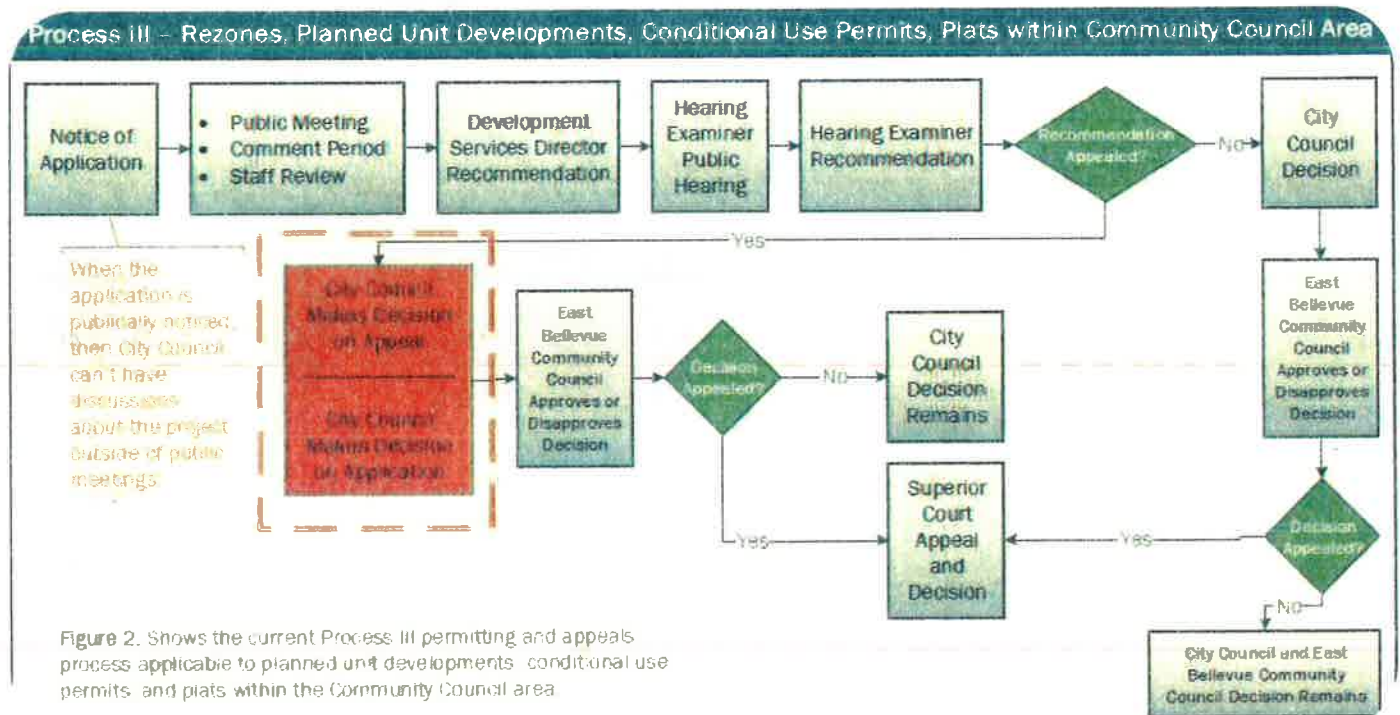 Process III – Rezones, Planned Unit Developments, Conditional Use Permits, Plats within Community Council Area
Notice of
Application
• Public Meeting
• Comment Period
• Staff Review
Development
Services Director
Recommendation
Hearing
Examiner
Public
Hearing
Hearing Examiner
Recommendation
Recommendation
Appealed?
No
City
Council
Decision
Yes
When the
application is
publically noticed,
then City Council
can't have
discussions
about the project
outside of public
meetings
City Council
Makes Decision
on Appeal
City Council
Makes Decision
on Application
East
Bellevue
Community
Council
Approves or
Disapproves
Decision
Decision
Appealed?
No
City
Council
Decision
Remains
East
Bellevue
Community
Council
Approves or
Disapproves
Decision
Yes
Superior
Court
Appeal
and
Decision
Yes
Decision
Appealed?
No
City Council and East
Bellevue Community
Council Decision Remains
Figure 2. Shows the current Process III permitting and appeals
process applicable to planned unit developments, conditional use
permits, and plats within the Community Council area.